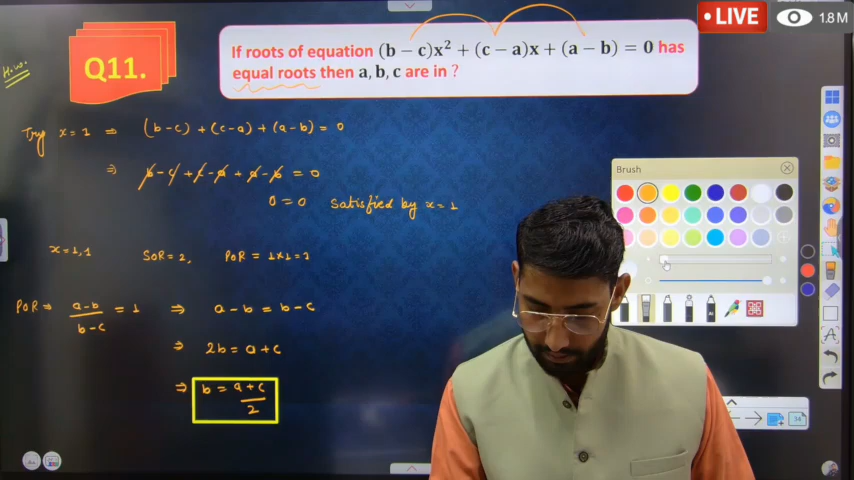 LIVE
1.8M
H.W.
Q11.
If roots of equation (b − c)x² + (c − a)x + (a − b) = 0 has
equal roots then a, b, c are in ?
Try x = 1 ⇒ (b−c) + (c−a) + (a−b) = 0
⇒ b − c + c − a + a − b = 0
0 = 0 satisfied by x = 1
Brush
x = 1, 1 SOR = 2, POR = 1×1 = 1
POR ⇒ a−b / b−c = 1 ⇒ a − b = b − c
⇒ 2b = a + c
⇒ b = a + c / 2